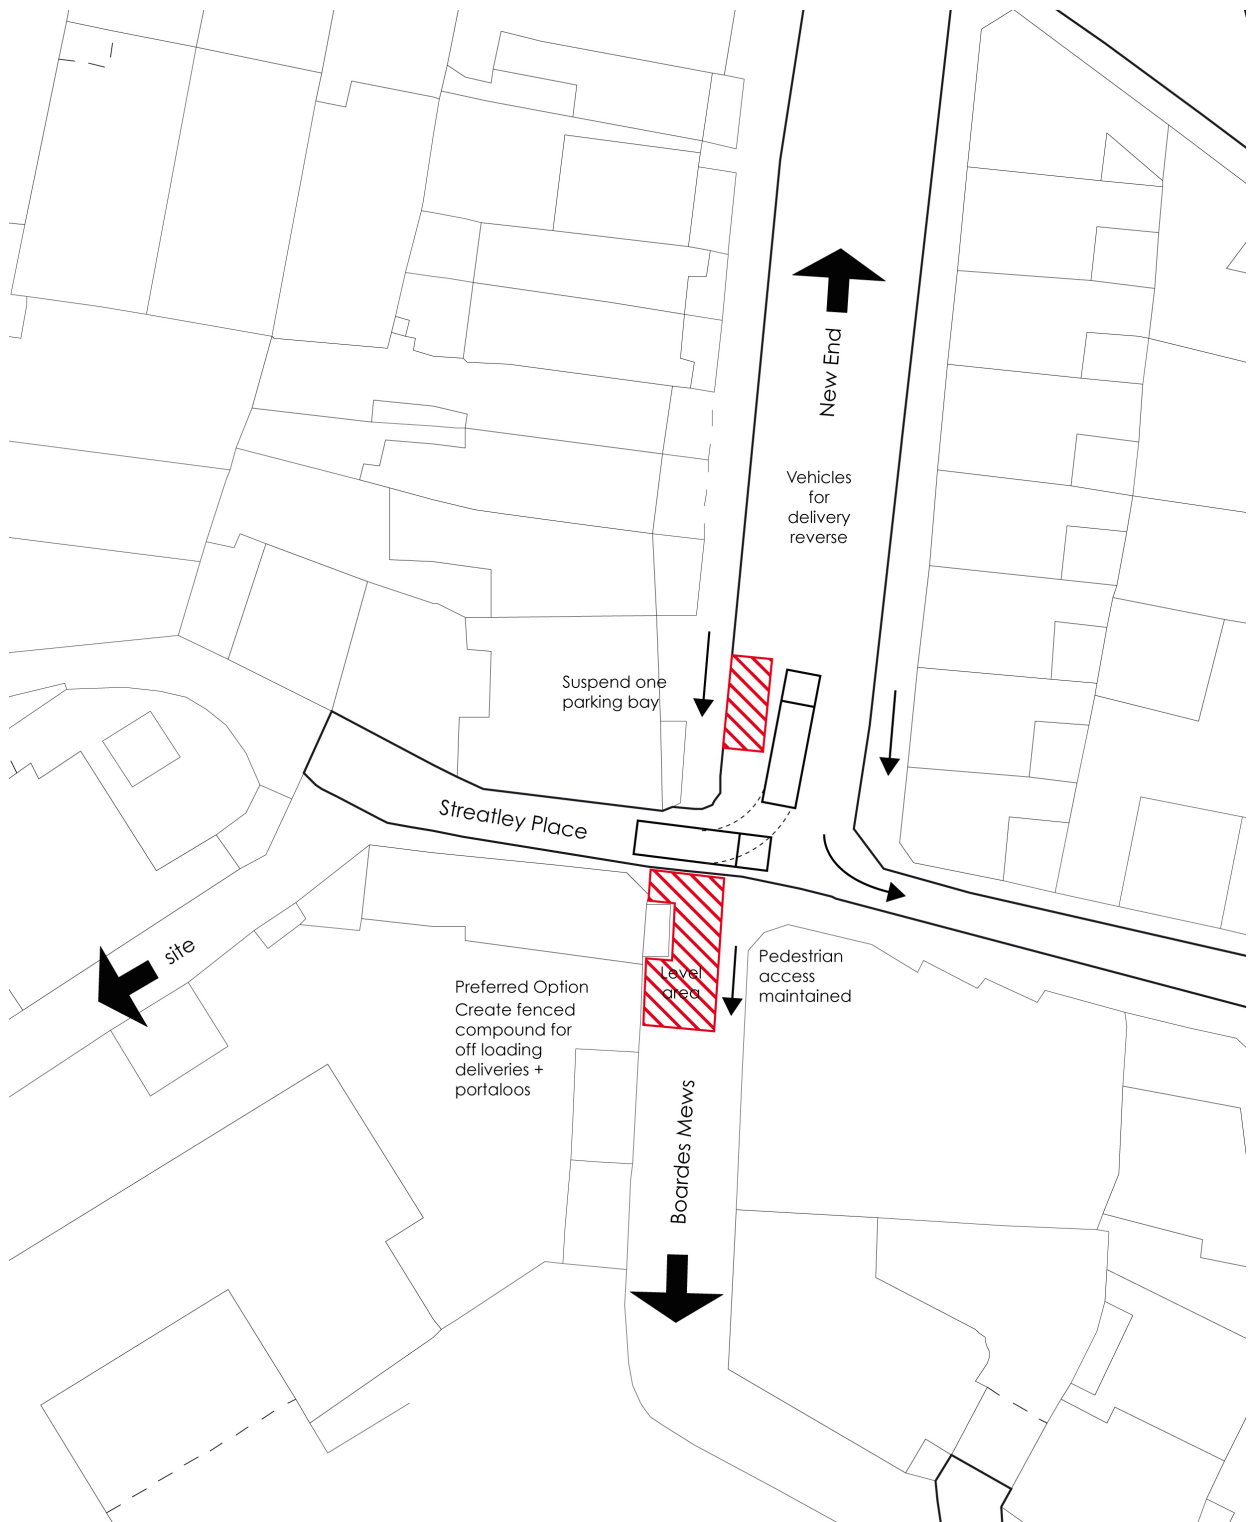 New End
Vehicles
for
delivery
reverse
Suspend one
parking bay
Streatley Place
site
Level
area
Pedestrian
access
maintained
Preferred Option
Create fenced
compound for
off loading
deliveries +
portaloos
Boardes Mews